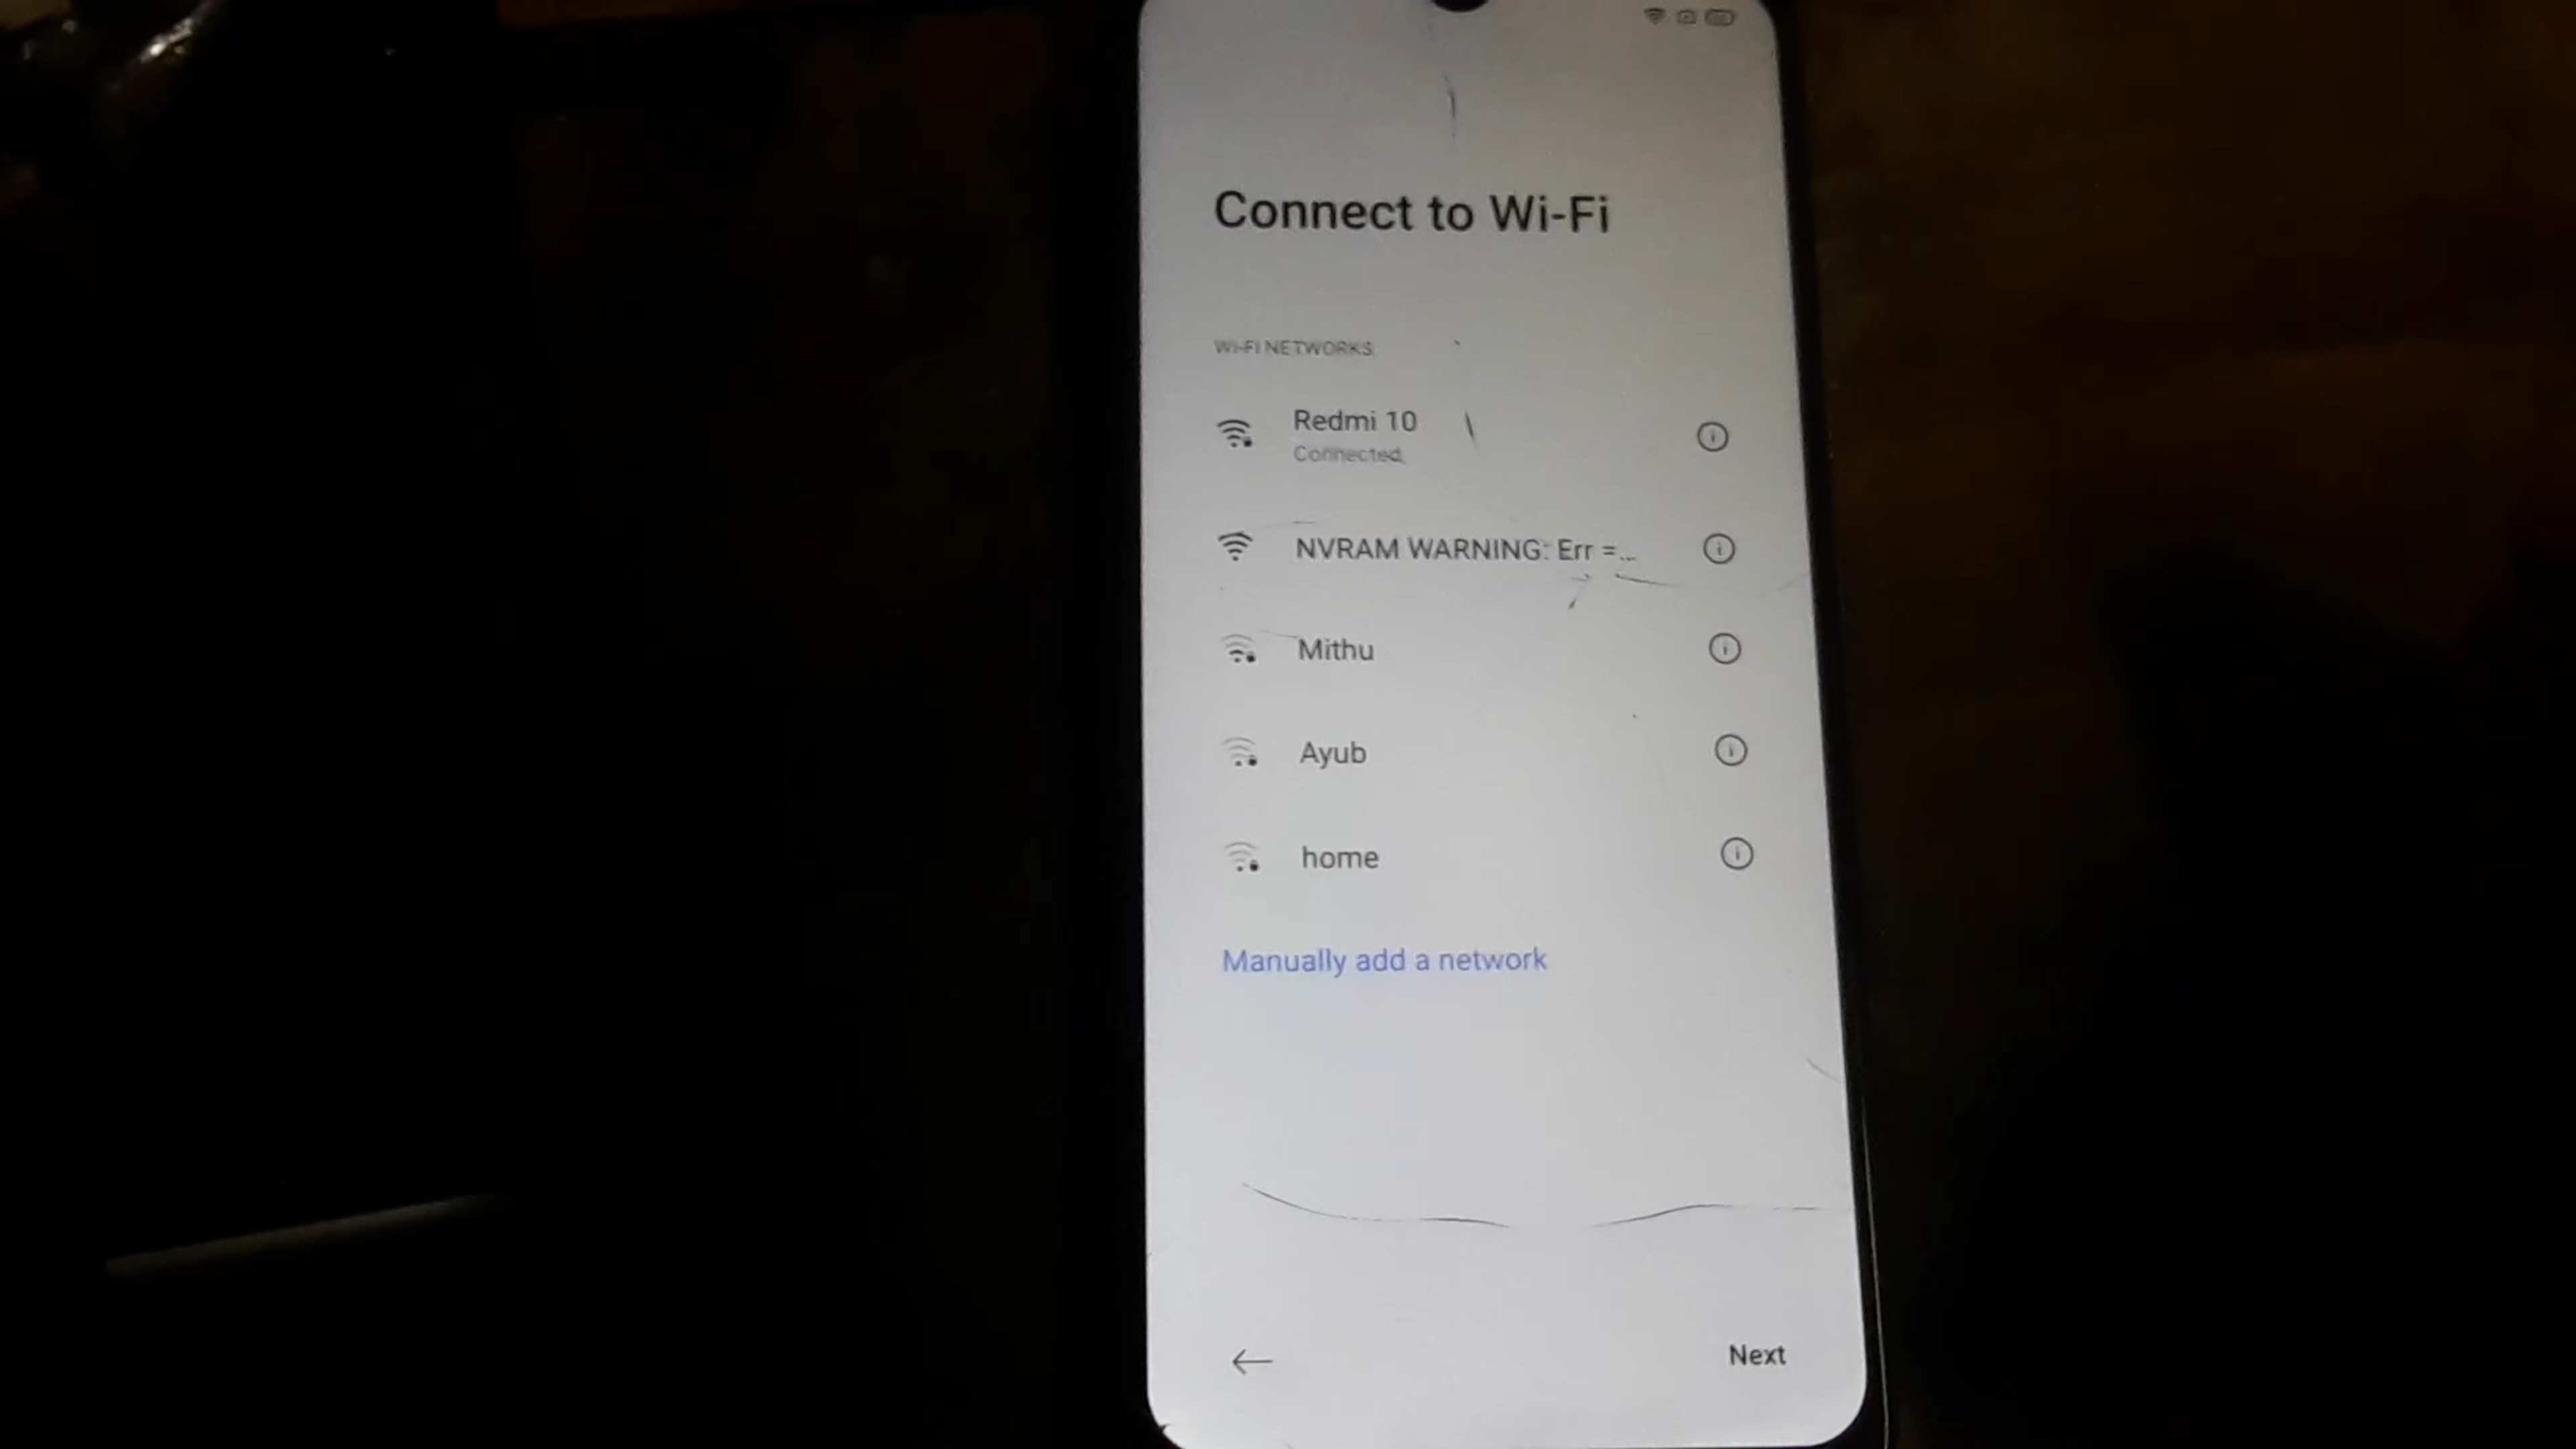 Connect to Wi-Fi
WI-FI NETWORKS
Redmi 10
Connected
NVRAM WARNING: Err =...
Mithu
Ayub
home
Manually add a network
Next